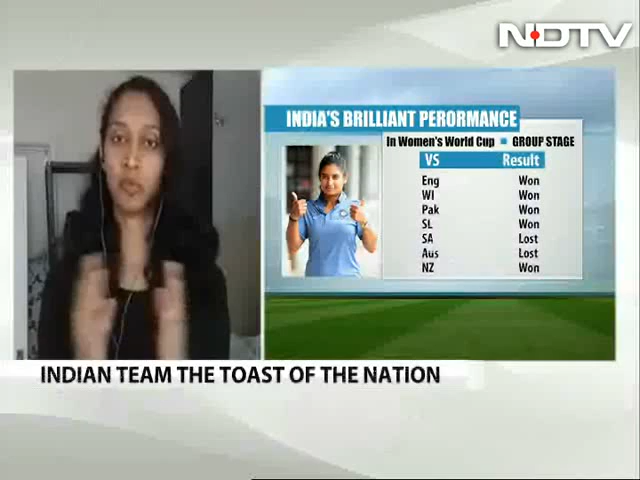 NDTV
INDIA'S BRILLIANT PERORMANCE
In Women's World Cup ▪ GROUP STAGE
VS Result
Eng Won
WI Won
Pak Won
SL Won
SA Lost
Aus Lost
NZ Won
INDIAN TEAM THE TOAST OF THE NATION